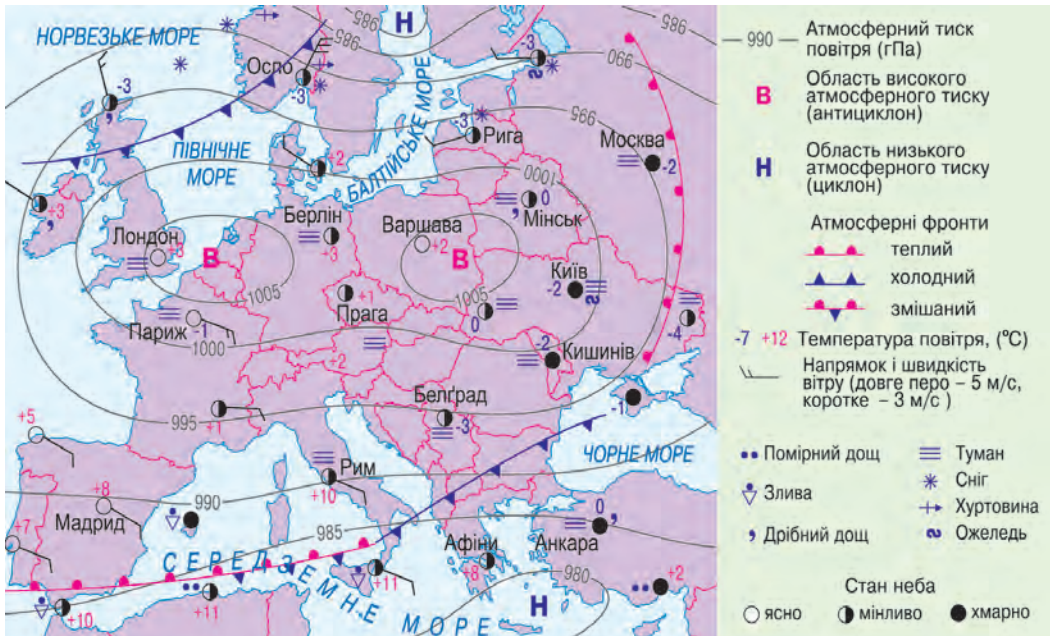 НОРВЕЗЬКЕ МОРЕ
985
Н
985
990
-3
Осло
-3
-3
БАЛТІЙСЬКЕ МОРЕ
995
-3
Рига
Москва
-2
ПІВНІЧНЕ
МОРЕ
+2
1000
+3
0
Мінськ
Лондон
+3
В
Берлін
+3
Варшава
+2
В
1005
1005
Київ
-2
+1
Прага
0
-4
Париж
-1
1000
+2
-2
Кишинів
995
+1
Белґрад
-3
-1
+5
ЧОРНЕ МОРЕ
Рим
+10
+8
Мадрид
990
985
0
Анкара
+7
СЕРЕДЗЕМНЕ
МОРЕ
Афіни
+8
+11
980
Н
+2
+10
+11
990 Атмосферний тиск
повітря (гПа)
В Область високого
атмосферного тиску
(антициклон)
Н Область низького
атмосферного тиску
(циклон)
Атмосферні фронти
теплий
холодний
змішаний
-7 +12 Температура повітря, (°С)
Напрямок і швидкість
вітру (довге перо – 5 м/с,
коротке – 3 м/с )
Помірний дощ
Злива
Дрібний дощ
Туман
Сніг
Хуртовина
Ожеледь
Стан неба
ясно мінливо хмарно